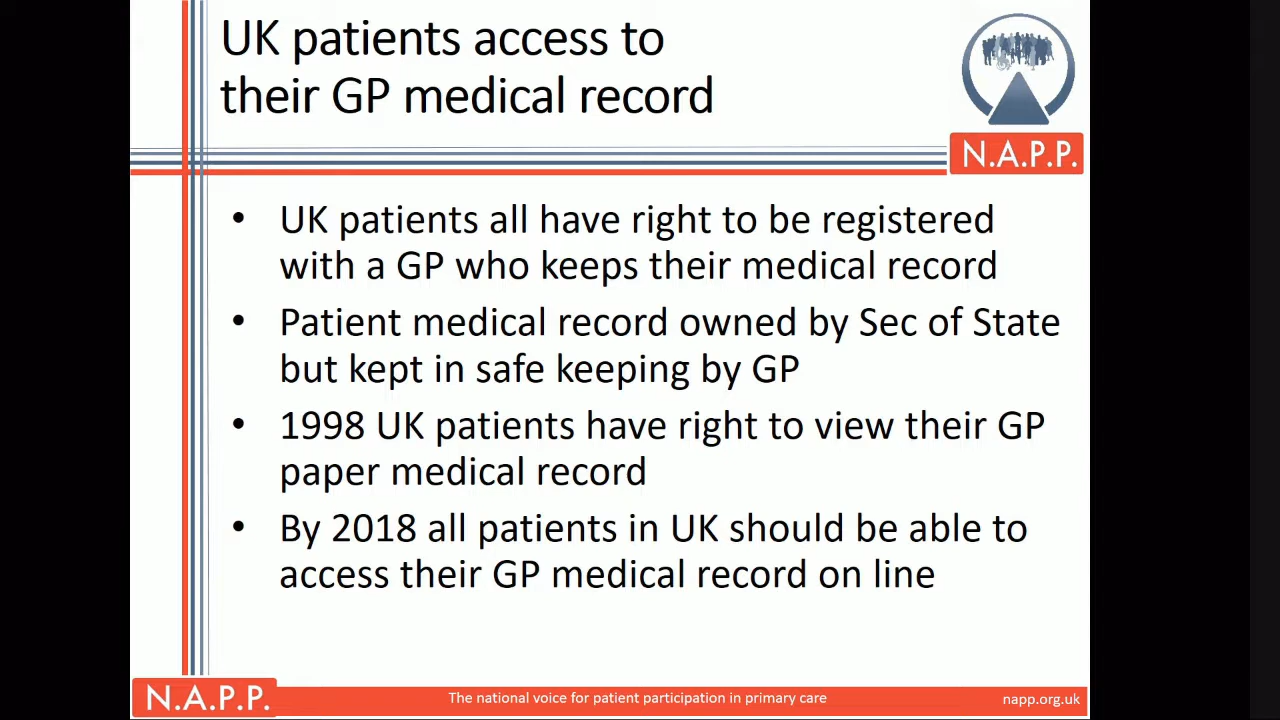 UK patients access to
their GP medical record
N.A.P.P.
• UK patients all have right to be registered
with a GP who keeps their medical record
• Patient medical record owned by Sec of State
but kept in safe keeping by GP
• 1998 UK patients have right to view their GP
paper medical record
• By 2018 all patients in UK should be able to
access their GP medical record on line
N.A.P.P.
The national voice for patient participation in primary care
napp.org.uk